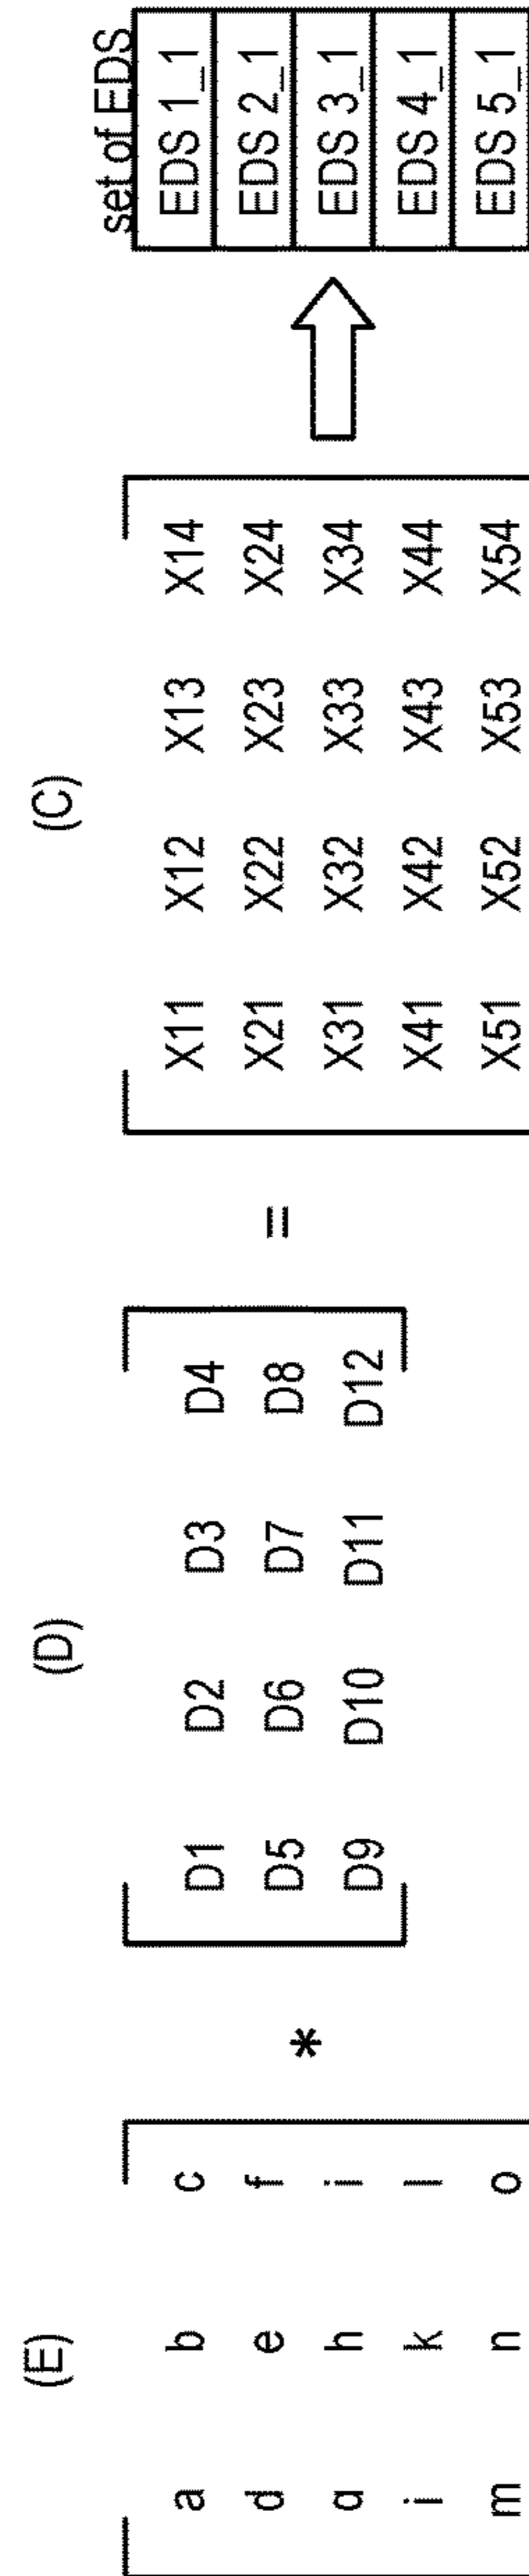 (E) (D) (C)
set of EDS
a b c D1 D2 D3 D4 X11 X12 X13 X14 EDS 1_1
d e f * D5 D6 D7 D8 = X21 X22 X23 X24 EDS 2_1
g h i D9 D10 D11 D12 X31 X32 X33 X34 EDS 3_1
j k l X41 X42 X43 X44 EDS 4_1
m n o X51 X52 X53 X54 EDS 5_1